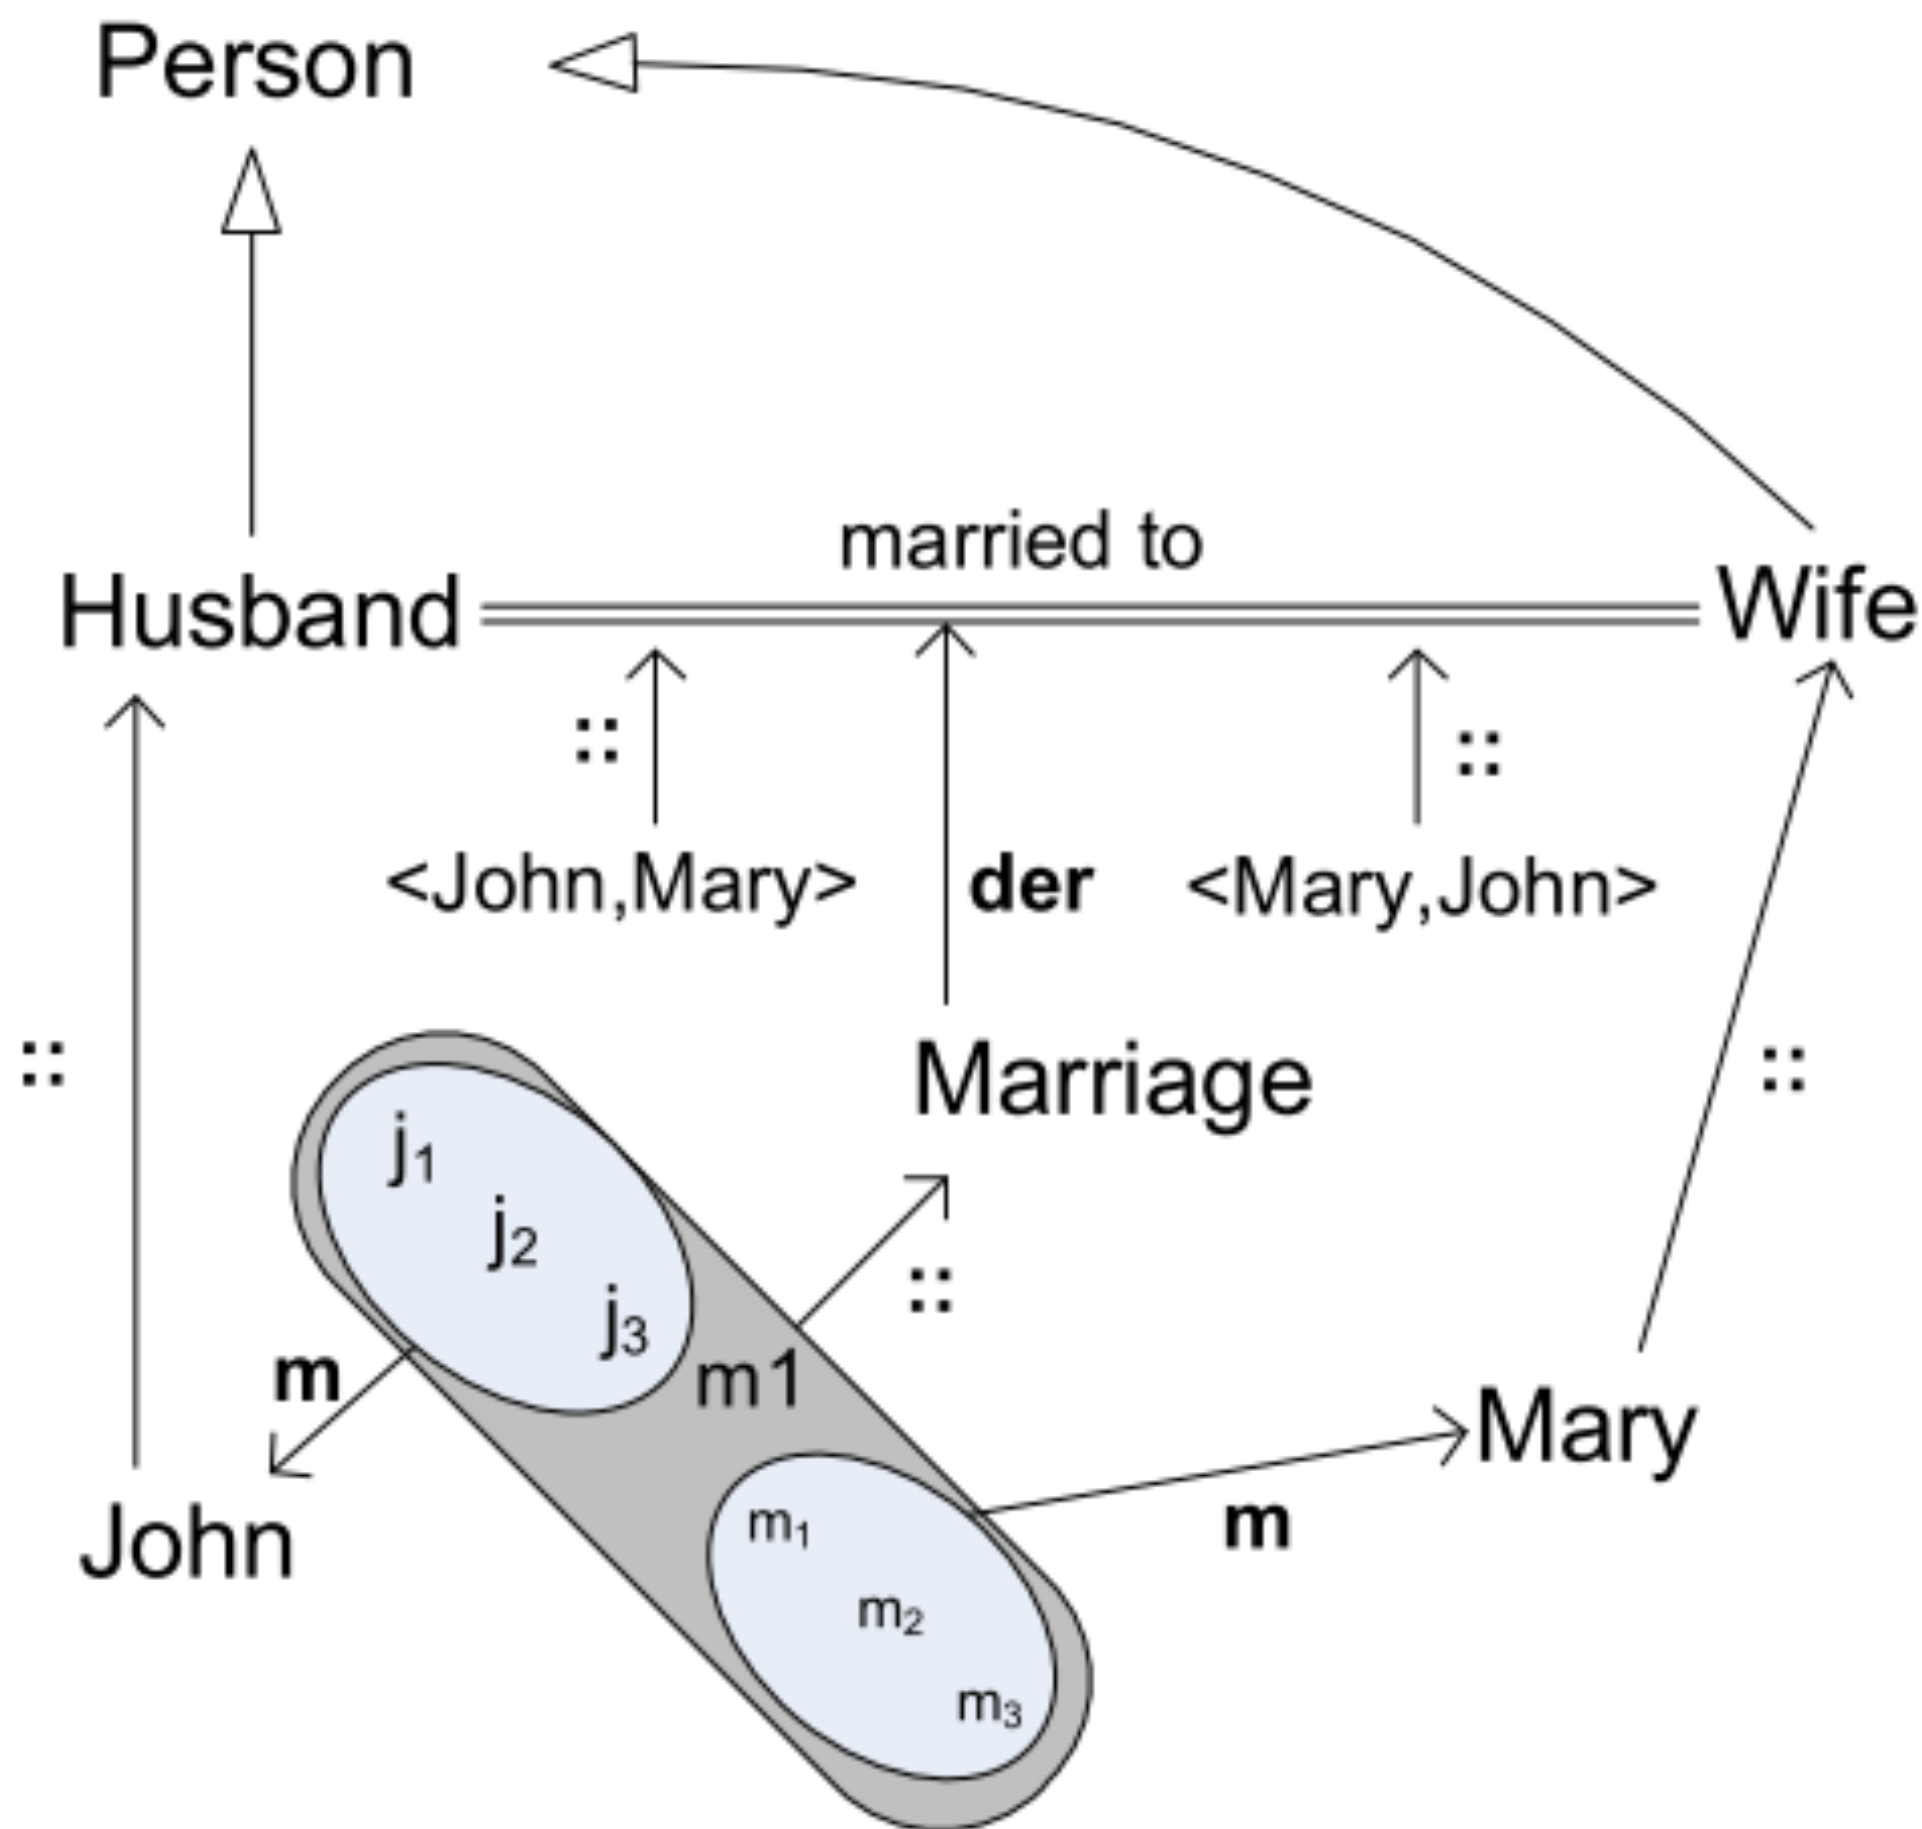 Person
married to
Husband
Wife
::
::
<John,Mary>
der
<Mary,John>
::
Marriage
::
j1
j2
::
j3
m
m1
Mary
John
m1
m
m2
m3